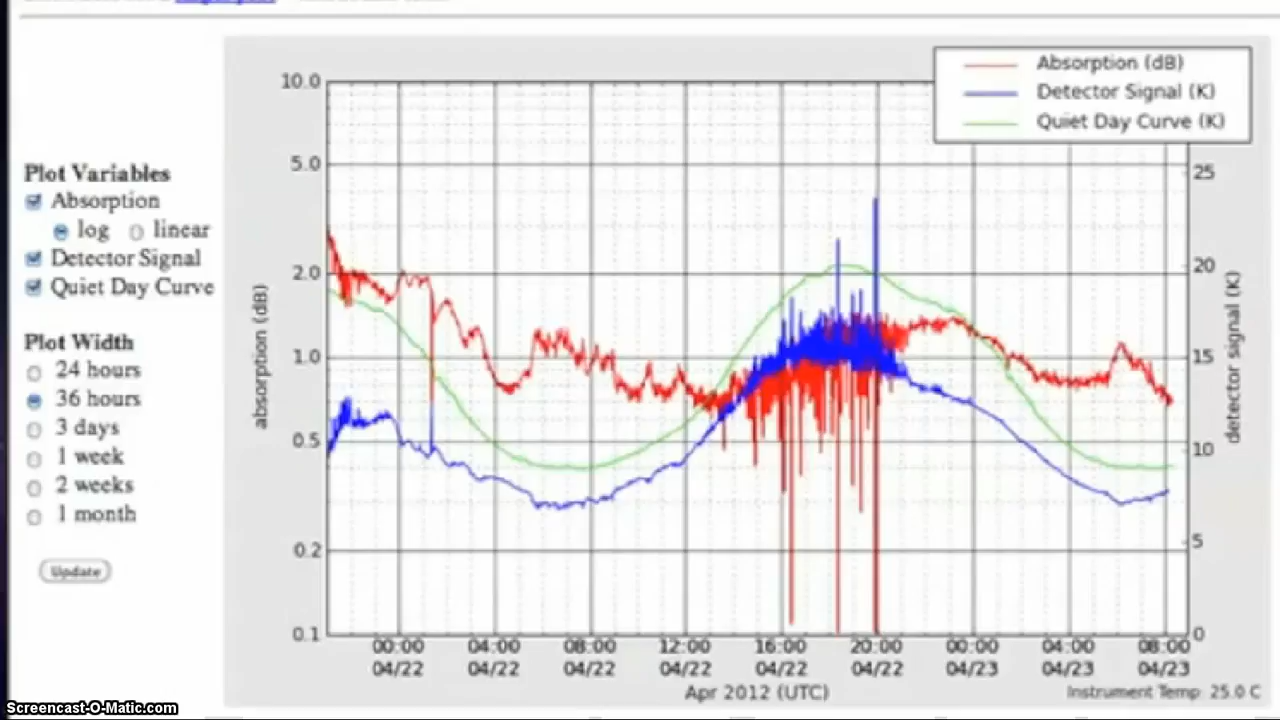 Absorption (dB)
Detector Signal (K)
Quiet Day Curve (K)
Plot Variables
Absorption
log linear
Detector Signal
Quiet Day Curve
Plot Width
24 hours
36 hours
3 days
1 week
2 weeks
1 month
Update
absorption (dB)
10.0
5.0
2.0
1.0
0.5
0.2
0.1
25
20
15
10
5
0
detector signal (K)
00:00 04:00 08:00 12:00 16:00 20:00 00:00 04:00 08:00
04/22 04/22 04/22 04/22 04/22 04/22 04/23 04/23 04/23
Apr 2012 (UTC)
Instrument Temp 25.0 C
Screencast-O-Matic.com